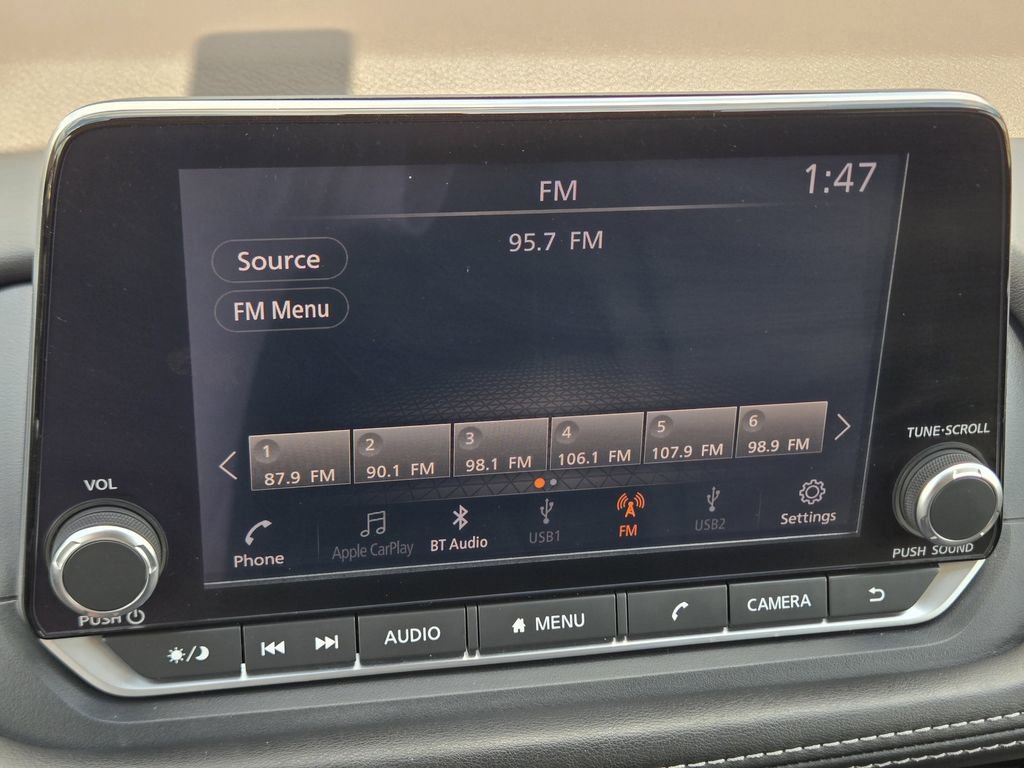 FM
1:47
95.7 FM
Source
FM Menu
1 2 3 4 5 6
87.9 FM 90.1 FM 98.1 FM 106.1 FM 107.9 FM 98.9 FM
TUNE·SCROLL
VOL
Phone Apple CarPlay BT Audio USB1 FM USB2 Settings
PUSH SOUND
PUSH
AUDIO MENU CAMERA